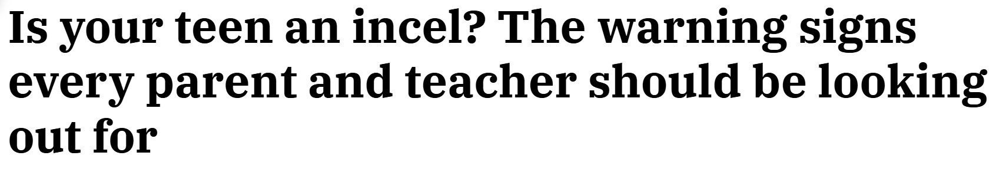 Is your teen an incel? The warning signs
every parent and teacher should be looking
out for